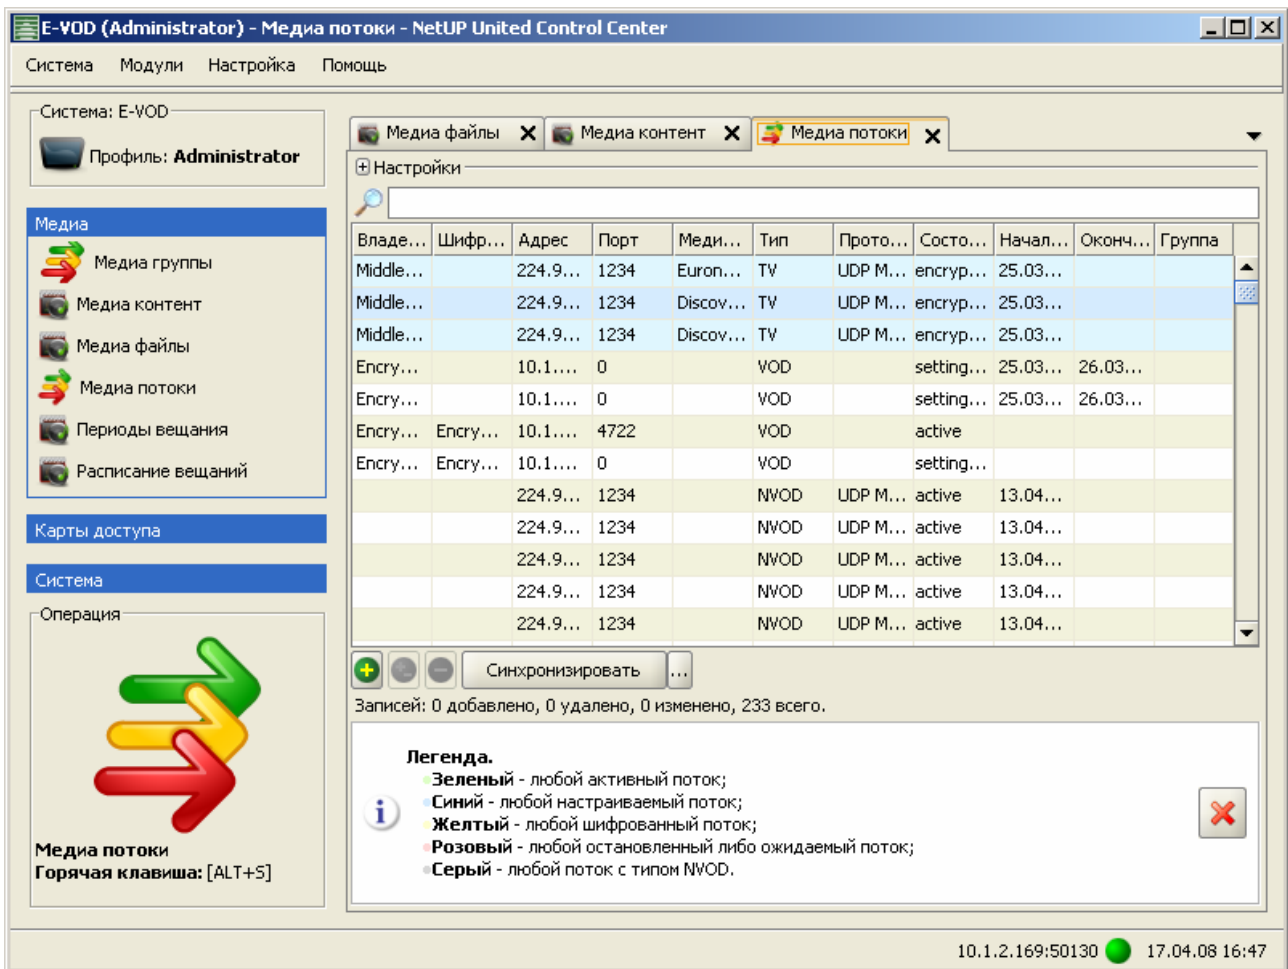 E-VOD (Administrator) - Медиа потоки - NetUP United Control Center
Система Модули Настройка Помощь
Система: E-VOD
Профиль: Administrator
Медиа
Медиа группы
Медиа контент
Медиа файлы
Медиа потоки
Периоды вещания
Расписание вещаний
Карты доступа
Система
Операция
Медиа потоки
Горячая клавиша: [ALT+S]
Медиа файлы Медиа контент Медиа потоки
Настройки
Владе... Шифр... Адрес Порт Меди... Тип Прото... Состо... Начал... Оконч... Группа
Middle... 224.9... 1234 Euron... TV UDP M... encryp... 25.03...
Middle... 224.9... 1234 Discov... TV UDP M... encryp... 25.03...
Middle... 224.9... 1234 Discov... TV UDP M... encryp... 25.03...
Encry... 10.1.... 0 VOD setting... 25.03... 26.03...
Encry... 10.1.... 0 VOD setting... 25.03... 26.03...
Encry... Encry... 10.1.... 4722 VOD active
Encry... Encry... 10.1.... 0 VOD setting...
224.9... 1234 NVOD UDP M... active 13.04...
224.9... 1234 NVOD UDP M... active 13.04...
224.9... 1234 NVOD UDP M... active 13.04...
224.9... 1234 NVOD UDP M... active 13.04...
224.9... 1234 NVOD UDP M... active 13.04...
Синхронизировать ...
Записей: 0 добавлено, 0 удалено, 0 изменено, 233 всего.
Легенда.
Зеленый - любой активный поток;
Синий - любой настраиваемый поток;
Желтый - любой шифрованный поток;
Розовый - любой остановленный либо ожидаемый поток;
Серый - любой поток с типом NVOD.
10.1.2.169:50130 17.04.08 16:47